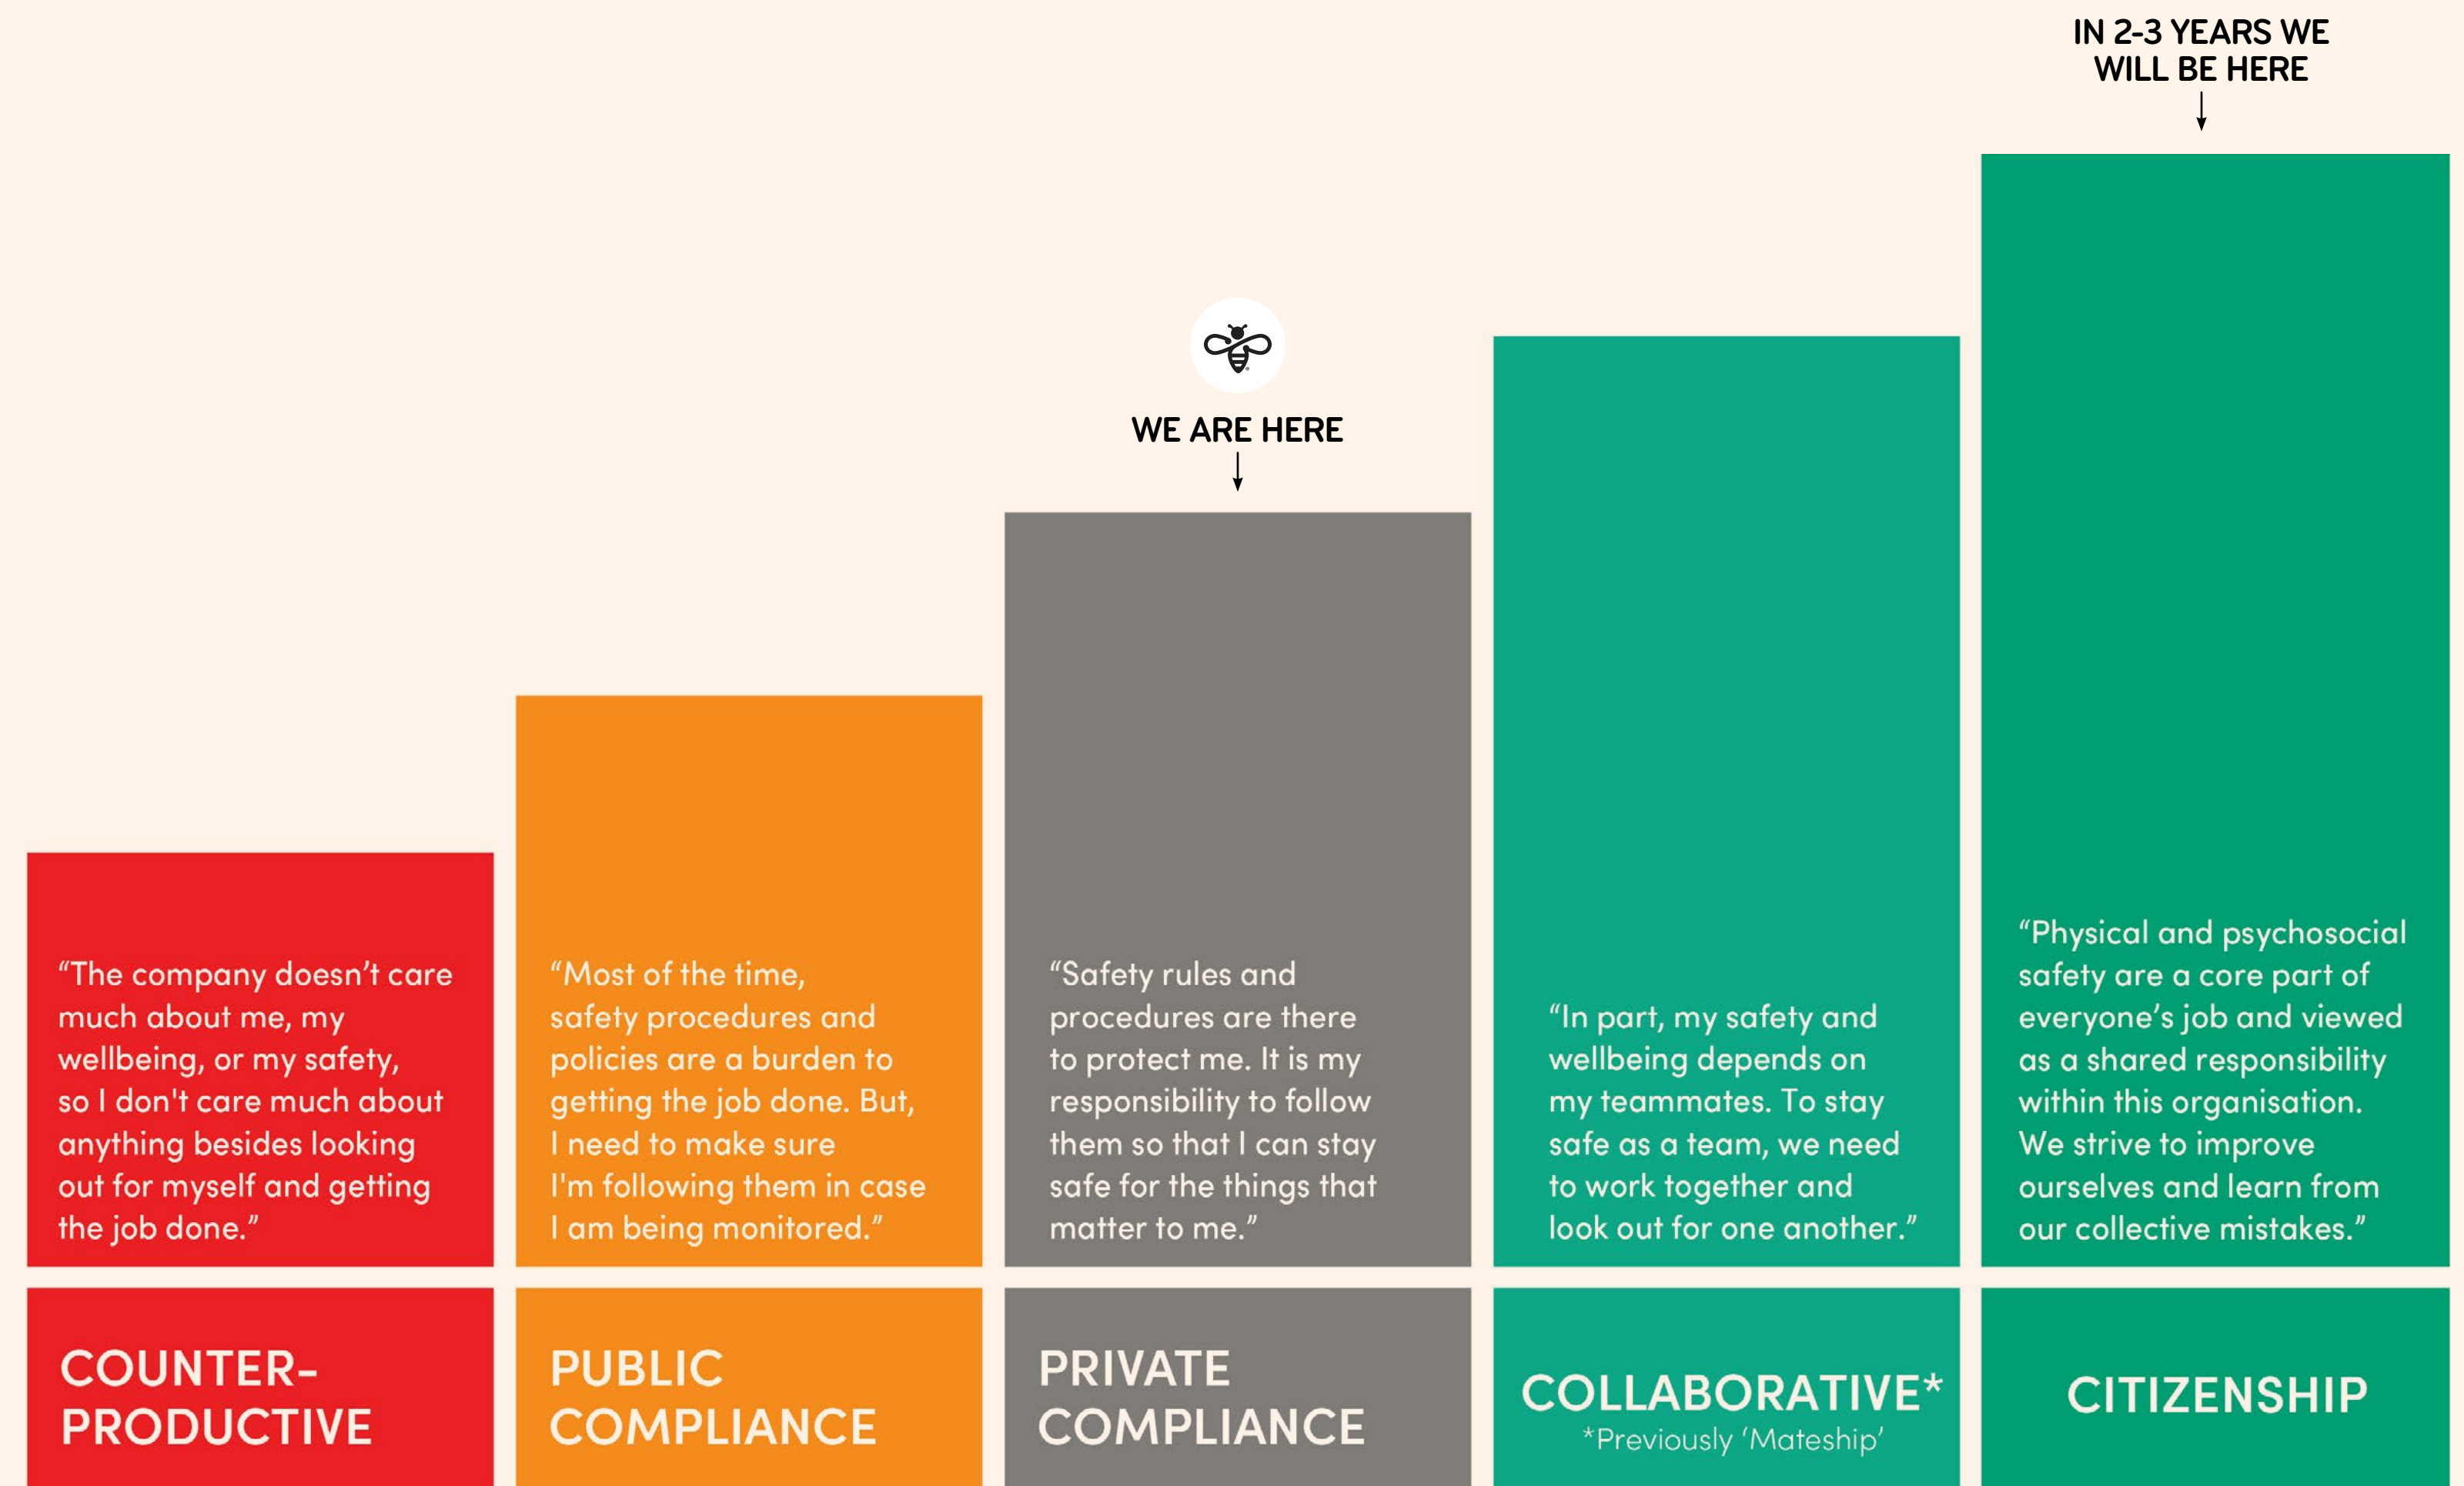 IN 2-3 YEARS WE
WILL BE HERE
WE ARE HERE
“The company doesn’t care
much about me, my
wellbeing, or my safety,
so I don't care much about
anything besides looking
out for myself and getting
the job done.”
“Most of the time,
safety procedures and
policies are a burden to
getting the job done. But,
I need to make sure
I'm following them in case
I am being monitored.”
“Safety rules and
procedures are there
to protect me. It is my
responsibility to follow
them so that I can stay
safe for the things that
matter to me.”
“In part, my safety and
wellbeing depends on
my teammates. To stay
safe as a team, we need
to work together and
look out for one another.”
“Physical and psychosocial
safety are a core part of
everyone’s job and viewed
as a shared responsibility
within this organisation.
We strive to improve
ourselves and learn from
our collective mistakes.”
COUNTER-
PRODUCTIVE
PUBLIC
COMPLIANCE
PRIVATE
COMPLIANCE
COLLABORATIVE*
*Previously ‘Mateship’
CITIZENSHIP